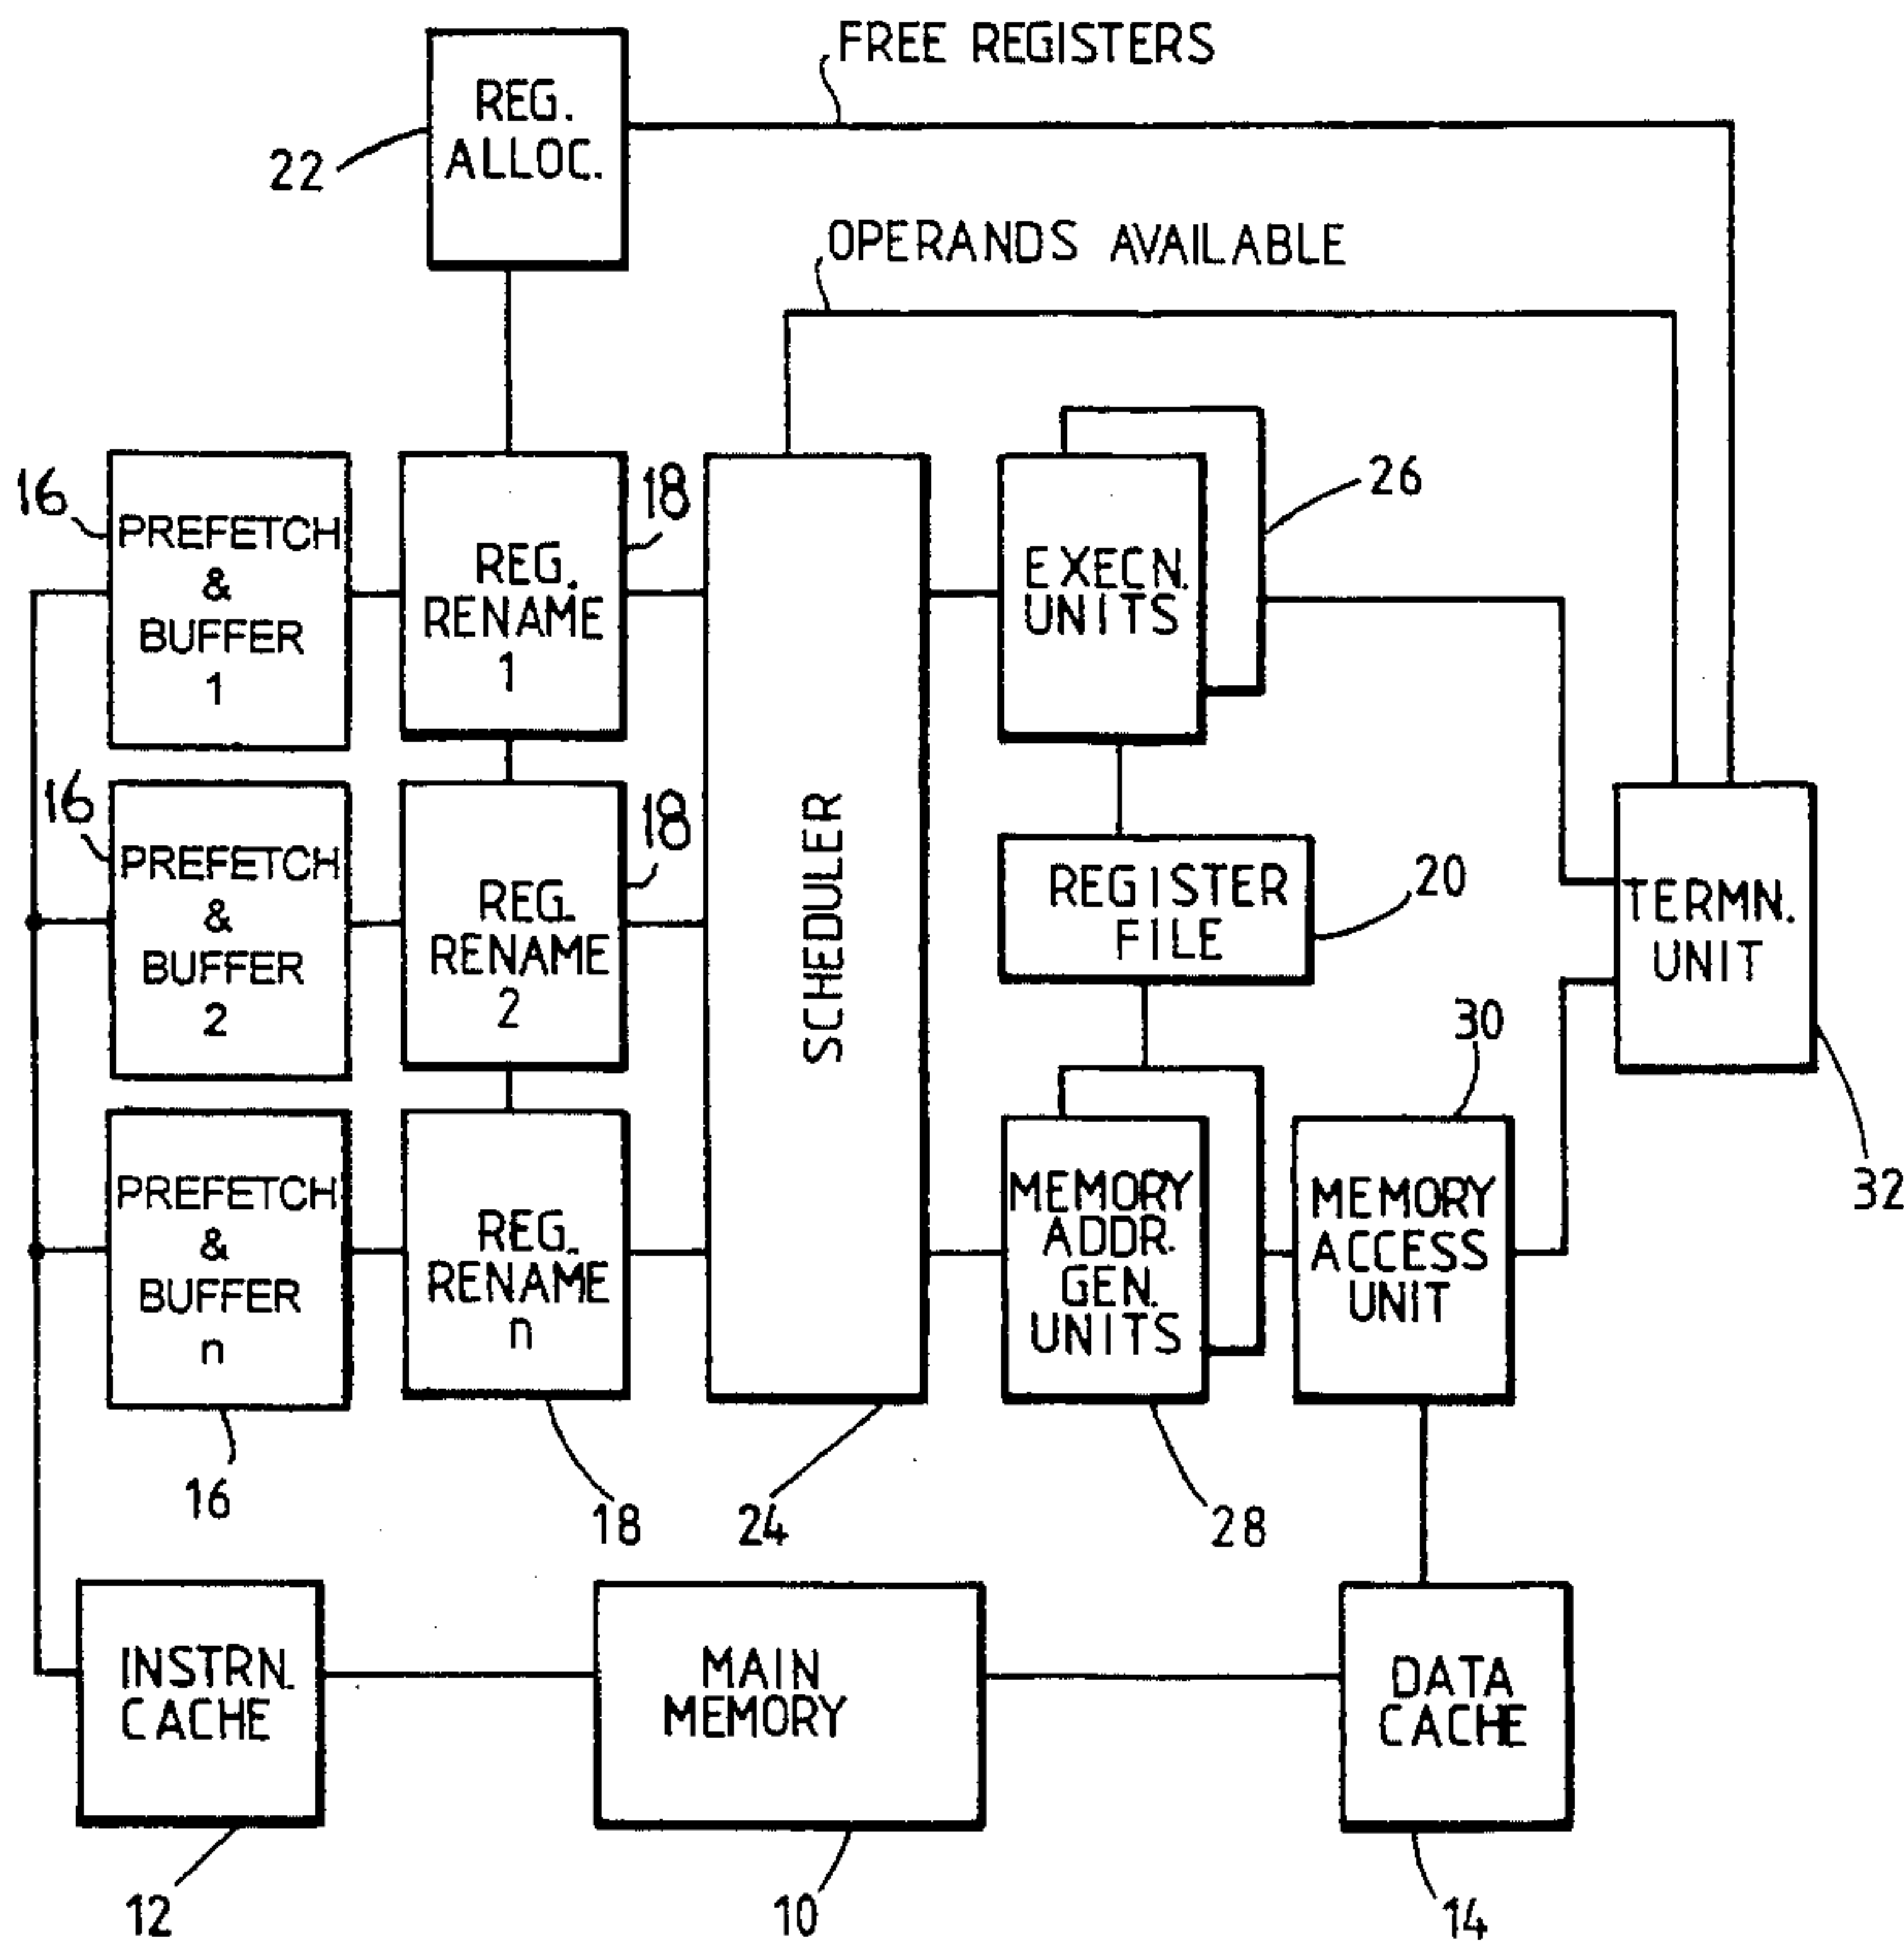 FREE REGISTERS
REG.
ALLOC.
22
OPERANDS AVAILABLE
16
PREFETCH
&
BUFFER
1
18
REG.
RENAME
1
EXECN.
UNITS
26
16
PREFETCH
&
BUFFER
2
18
REG.
RENAME
2
SCHEDULER
REGISTER
FILE
20
TERMN.
UNIT
32
PREFETCH
&
BUFFER
n
16
REG.
RENAME
n
18
24
MEMORY
ADDR.
GEN.
UNITS
28
30
MEMORY
ACCESS
UNIT
INSTRN.
CACHE
12
MAIN
MEMORY
10
DATA
CACHE
14